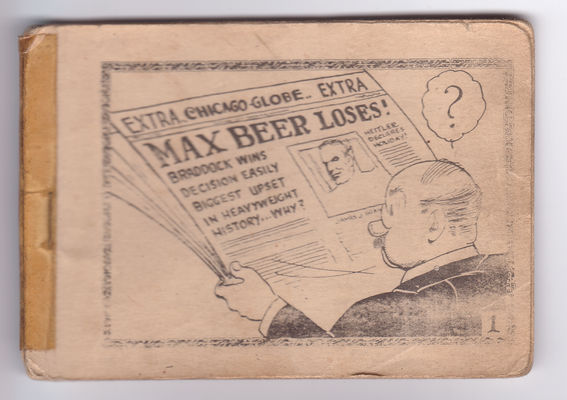 EXTRA. CHICAGO-GLOBE.. EXTRA
MAX BEER LOSES!
BRADDOCK WINS
DECISION EASILY
BIGGEST UPSET
IN HEAVYWEIGHT
HISTORY...WHY?
HEITLER
DECLARES
HOLIDAY!
JAMES J.
?
1